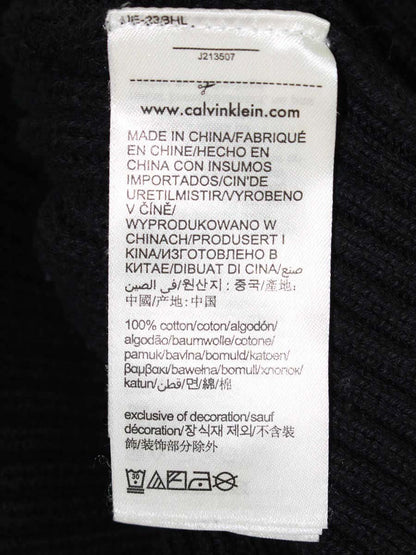 J213507
www.calvinklein.com
MADE IN CHINA/FABRIQUÉ
EN CHINE/HECHO EN
CHINA CON INSUMOS
IMPORTADOS/CIN'DE
URETILMISTIR/VYROBENO
V ČÍNĚ/
WYPRODUKOWANO W
CHINACH/PRODUSERT I
KINA/ИЗГОТОВЛЕНО В
КИТАЕ/DIBUAT DI CINA/صنع
في الصين/원산지 : 중국/產地:
中國/产地: 中国
100% cotton/coton/algodón/
algodão/baumwolle/cotone/
pamuk/bavlna/bomuld/katoen/
βαμβακι/bawełna/bomull/хлопок/
katun/قطن/면/綿/棉
exclusive of decoration/sauf
décoration/장식재 제외/不含裝
飾/装饰部分除外
30